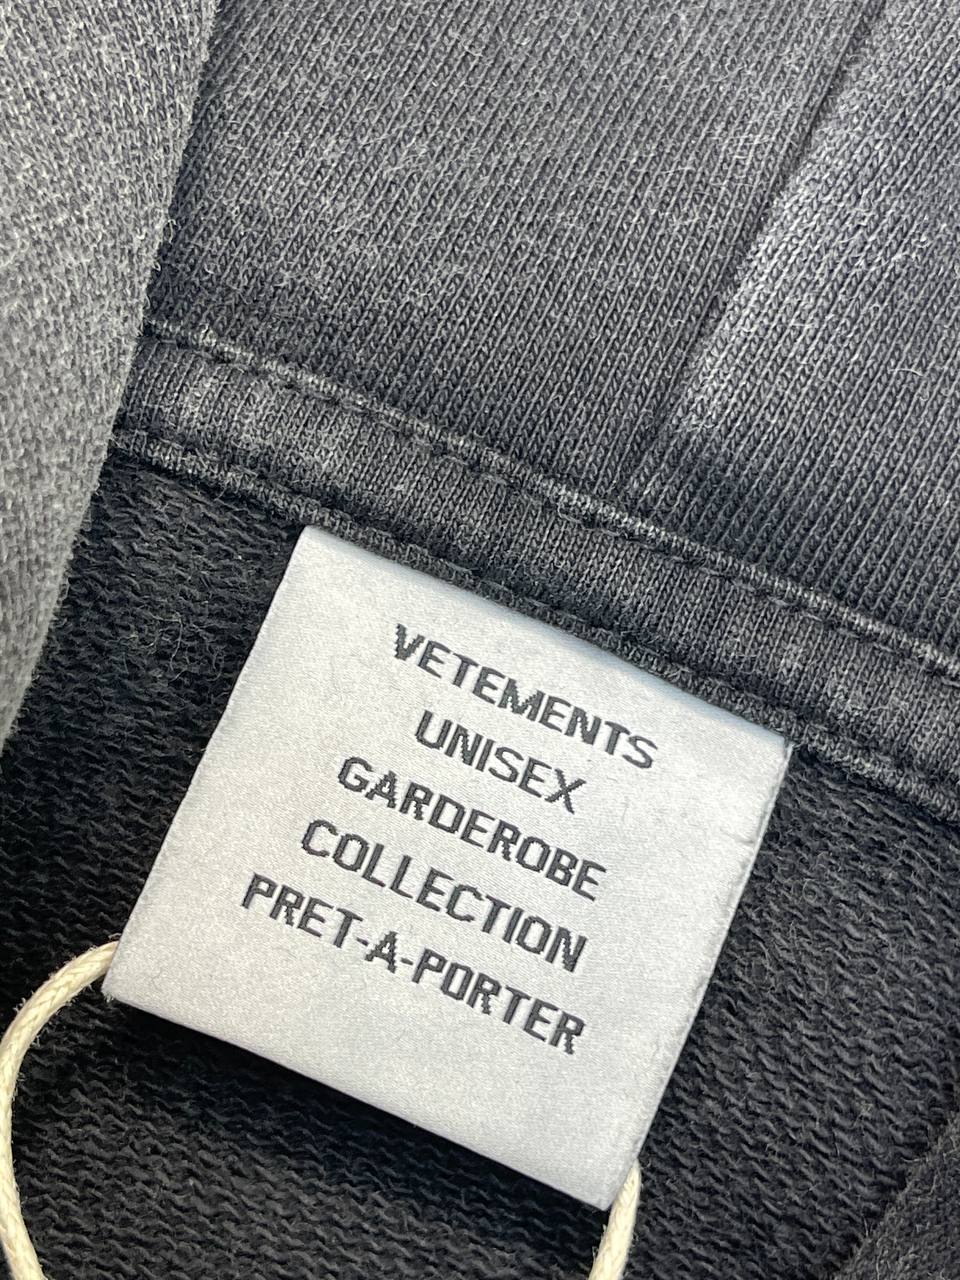 VETEMENTS
UNISEX
GARDEROBE
COLLECTION
PRET-A-PORTER